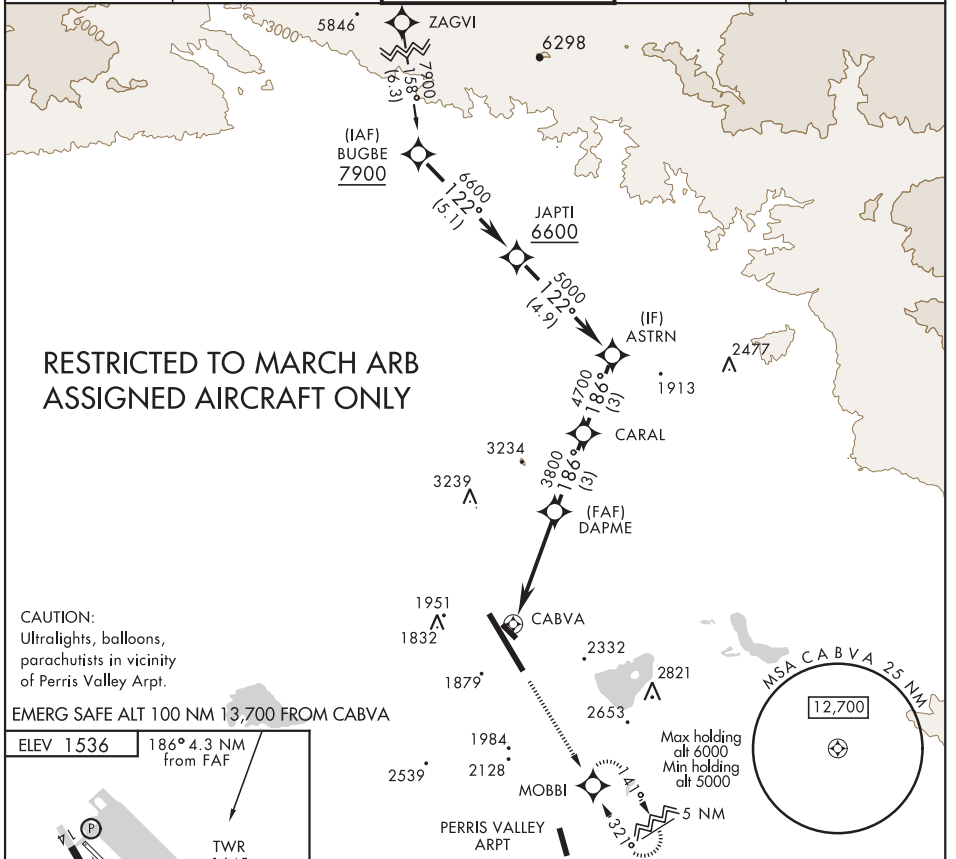 6000
3000
5846
ZAGVI
6298
7900
158°
(6.3)
(IAF)
BUGBE
7900
6600
122°
(5.1)
JAPTI
6600
5000
122°
(4.9)
(IF)
ASTRN
2477
RESTRICTED TO MARCH ARB
ASSIGNED AIRCRAFT ONLY
1913
4700
186°
(3)
CARAL
3234
3239
3800
186°
(3)
(FAF)
DAPME
CAUTION:
Ultralights, balloons,
parachutists in vicinity
of Perris Valley Arpt.
1951
1832
CABVA
2332
1879
2821
2653
MSA CABVA 25 NM
12,700
EMERG SAFE ALT 100 NM 13,700 FROM CABVA
ELEV 1536
186° 4.3 NM
from FAF
1984
2128
2539
Max holding
alt 6000
Min holding
alt 5000
MOBBI
141°
321°
5 NM
PERRIS VALLEY
ARPT
14
P
TWR